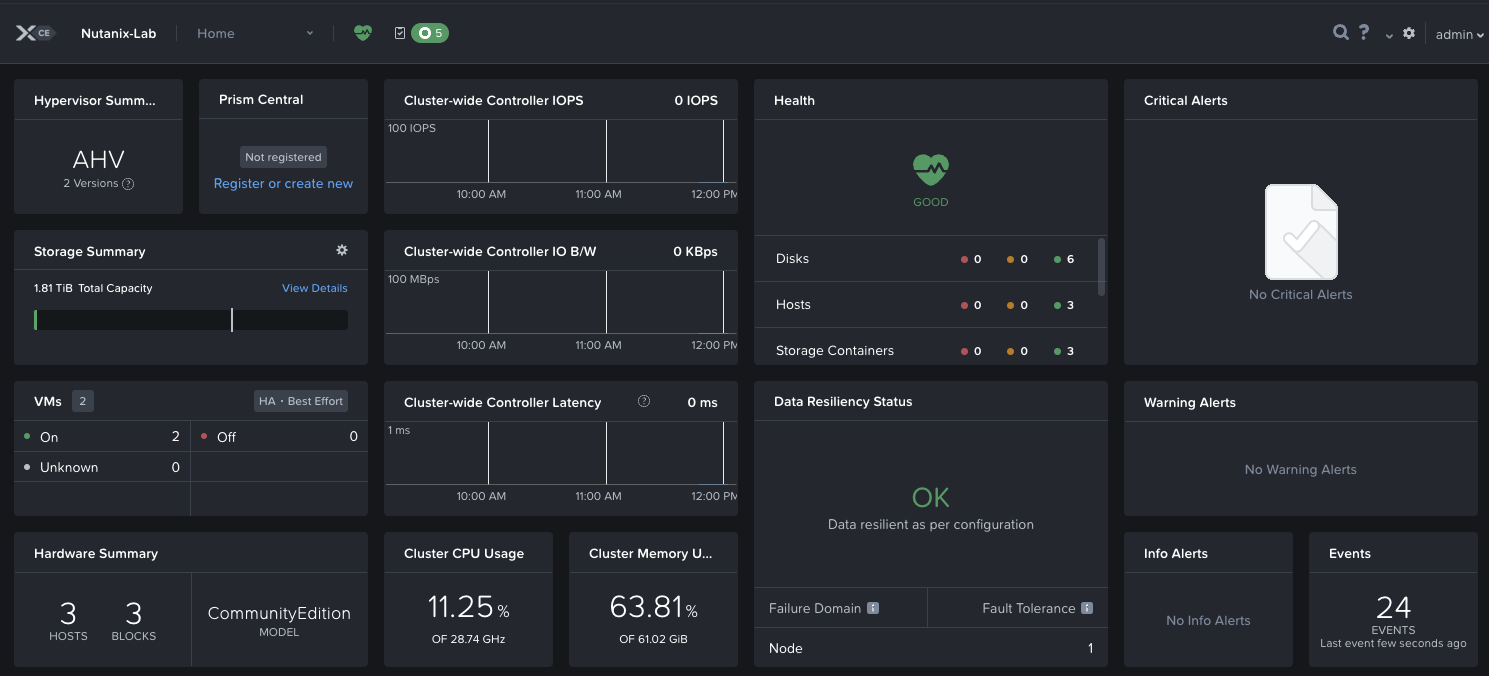 X CE
Nutanix-Lab
Home
5
?
admin
Hypervisor Summ...
AHV
2 Versions ?
Prism Central
Not registered
Register or create new
Cluster-wide Controller IOPS 0 IOPS
100 IOPS
10:00 AM 11:00 AM 12:00 PM
Health
GOOD
Disks 0 0 6
Hosts 0 0 3
Storage Containers 0 0 3
Critical Alerts
No Critical Alerts
Storage Summary
1.81 TiB Total Capacity View Details
Cluster-wide Controller IO B/W 0 KBps
100 MBps
10:00 AM 11:00 AM 12:00 PM
VMs 2 HA · Best Effort
On 2 Off 0
Unknown 0
Cluster-wide Controller Latency ? 0 ms
1 ms
10:00 AM 11:00 AM 12:00 PM
Data Resiliency Status
OK
Data resilient as per configuration
Failure Domain i Fault Tolerance i
Node 1
Warning Alerts
No Warning Alerts
Hardware Summary
3
HOSTS
3
BLOCKS
CommunityEdition
MODEL
Cluster CPU Usage
11.25 %
OF 28.74 GHz
Cluster Memory U...
63.81 %
OF 61.02 GiB
Info Alerts
No Info Alerts
Events
24
EVENTS
Last event few seconds ago